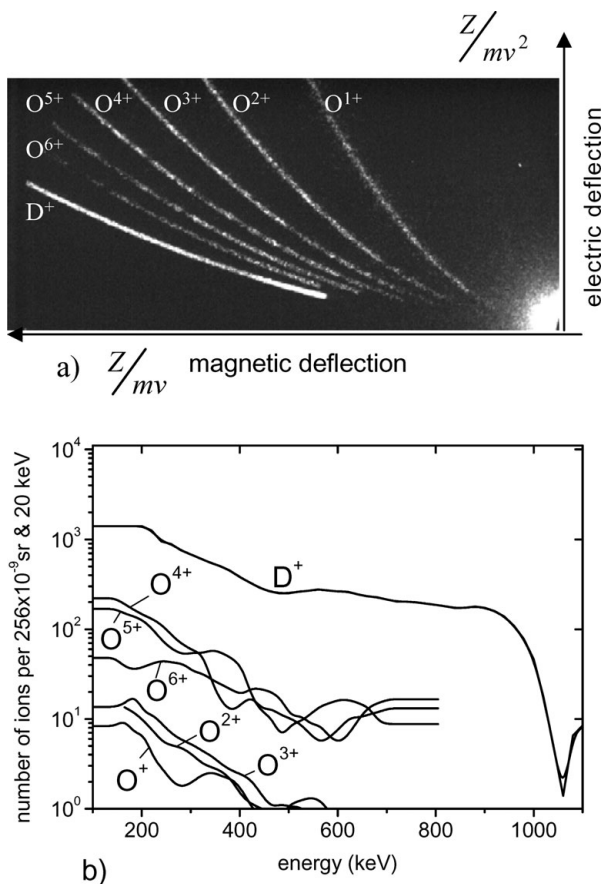 Z/mv²
O⁵⁺ O⁴⁺ O³⁺ O²⁺ O¹⁺
O⁶⁺
D⁺
electric deflection
a) Z/mv magnetic deflection
number of ions per 256x10⁻⁹sr & 20 keV
10⁴
10³
10²
10¹
10⁰
D⁺
O⁴⁺
O⁵⁺
O⁶⁺
O²⁺
O³⁺
O⁺
200 400 600 800 1000
energy (keV)
b)